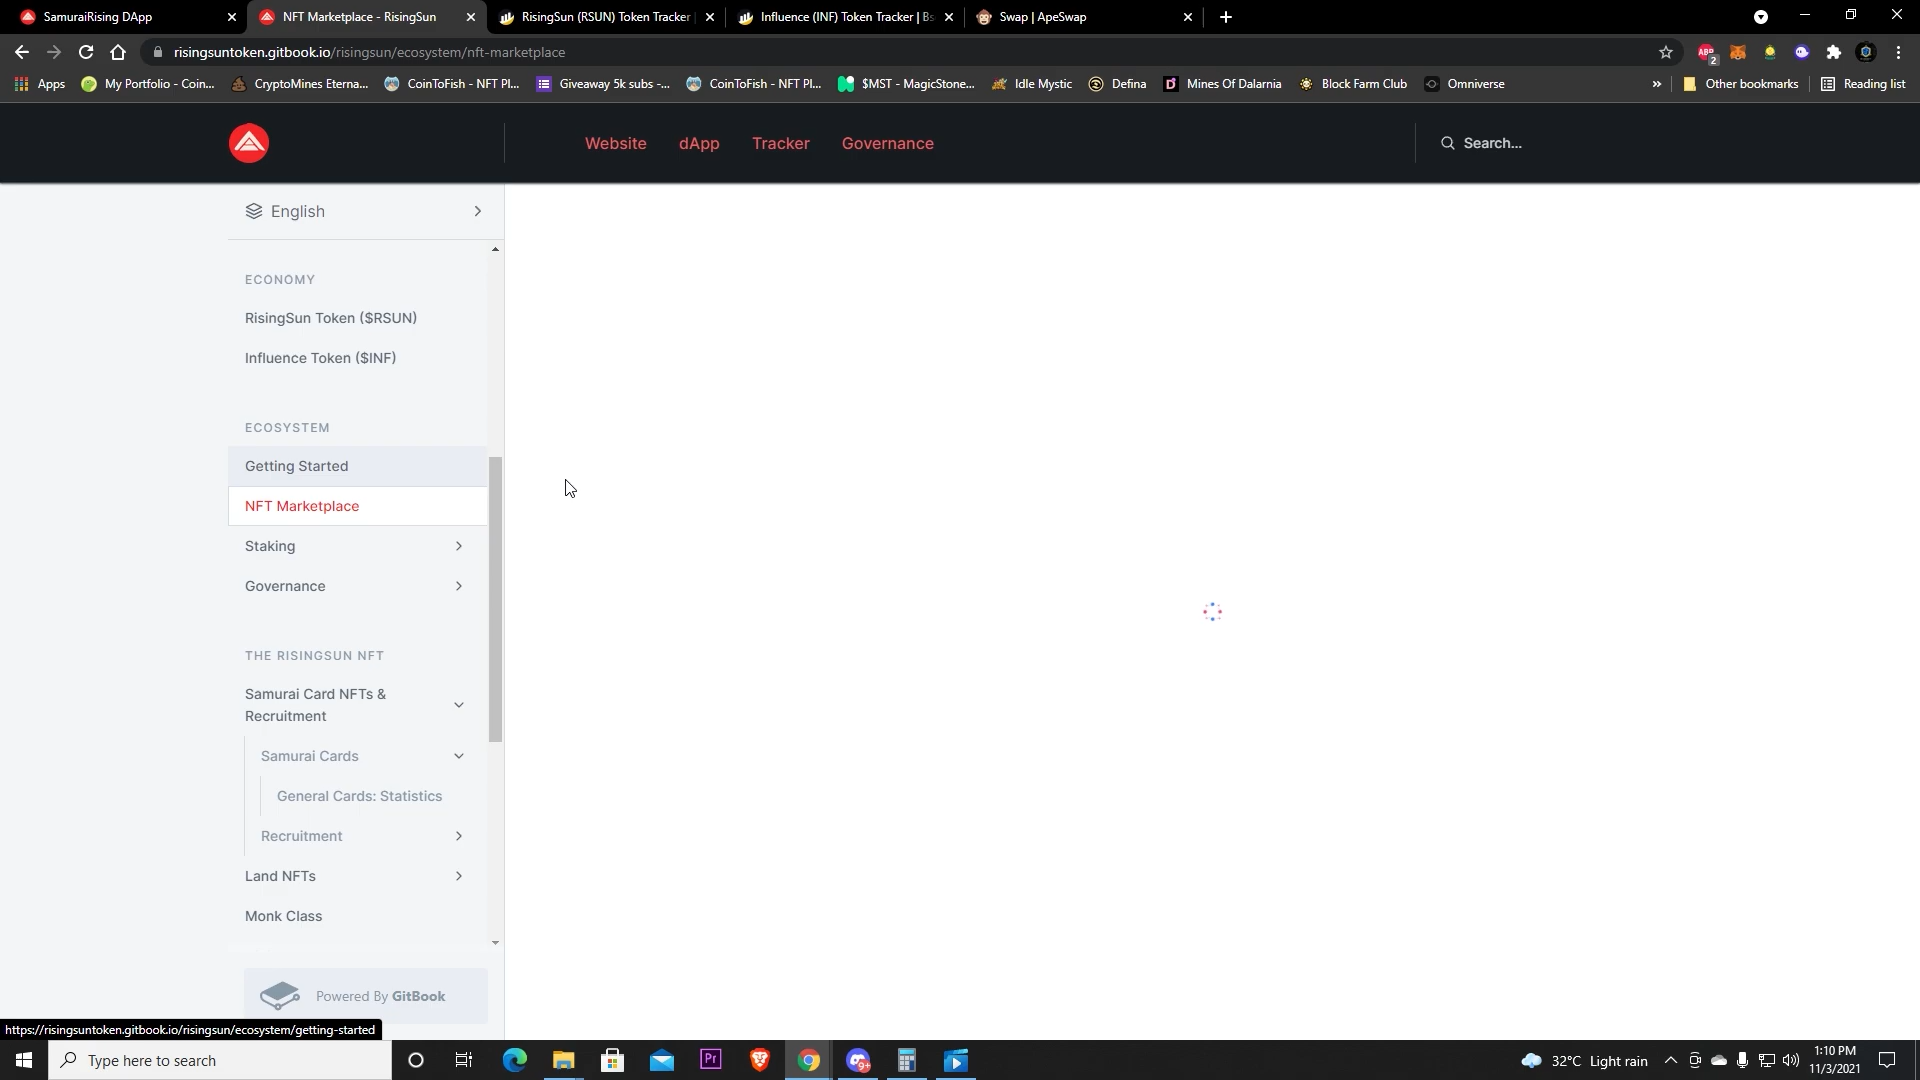 SamuraiRising DApp
NFT Marketplace - RisingSun
RisingSun (RSUN) Token Tracker
Influence (INF) Token Tracker | Bs
Swap | ApeSwap
risingsuntoken.gitbook.io/risingsun/ecosystem/nft-marketplace
ABP
2
Apps
My Portfolio - Coin...
CryptoMines Eterna...
CoinToFish - NFT Pl...
Giveaway 5k subs -...
CoinToFish - NFT Pl...
$MST - MagicStone...
Idle Mystic
Defina
Mines Of Dalarnia
Block Farm Club
Omniverse
»
Other bookmarks
Reading list
Website
dApp
Tracker
Governance
Search...
English
ECONOMY
RisingSun Token ($RSUN)
Influence Token ($INF)
ECOSYSTEM
Getting Started
NFT Marketplace
Staking
Governance
THE RISINGSUN NFT
Samurai Card NFTs &
Recruitment
Samurai Cards
General Cards: Statistics
Recruitment
Land NFTs
Monk Class
Powered By GitBook
https://risingsuntoken.gitbook.io/risingsun/ecosystem/getting-started
Type here to search
Pr
9+
32°C Light rain
1:10 PM
11/3/2021